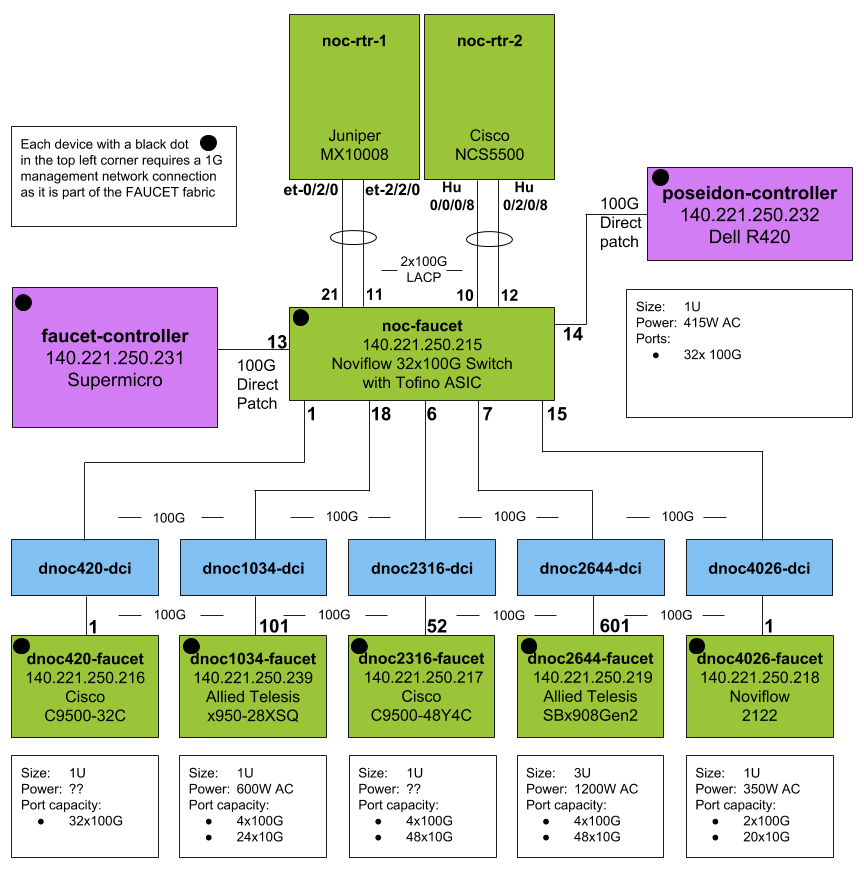 noc-rtr-1
Juniper
MX10008
noc-rtr-2
Cisco
NCS5500
Each device with a black dot
in the top left corner requires a 1G
management network connection
as it is part of the FAUCET fabric
et-0/2/0
et-2/2/0
Hu
0/0/0/8
Hu
0/2/0/8
100G
Direct
patch
poseidon-controller
140.221.250.232
Dell R420
2x100G
LACP
21
11
10
12
faucet-controller
140.221.250.231
Supermicro
13
100G
Direct
Patch
noc-faucet
140.221.250.215
Noviflow 32x100G Switch
with Tofino ASIC
14
Size: 1U
Power: 415W AC
Ports:
● 32x 100G
1
18
6
7
15
100G
100G
100G
100G
dnoc420-dci
dnoc1034-dci
dnoc2316-dci
dnoc2644-dci
dnoc4026-dci
100G
100G
100G
100G
1
101
52
601
1
dnoc420-faucet
140.221.250.216
Cisco
C9500-32C
dnoc1034-faucet
140.221.250.239
Allied Telesis
x950-28XSQ
dnoc2316-faucet
140.221.250.217
Cisco
C9500-48Y4C
dnoc2644-faucet
140.221.250.219
Allied Telesis
SBx908Gen2
dnoc4026-faucet
140.221.250.218
Noviflow
2122
Size: 1U
Power: ??
Port capacity:
● 32x100G
Size: 1U
Power: 600W AC
Port capacity:
● 4x100G
● 24x10G
Size: 1U
Power: ??
Port capacity:
● 4x100G
● 48x10G
Size: 3U
Power: 1200W AC
Port capacity:
● 4x100G
● 48x10G
Size: 1U
Power: 350W AC
Port capacity:
● 2x100G
● 20x10G